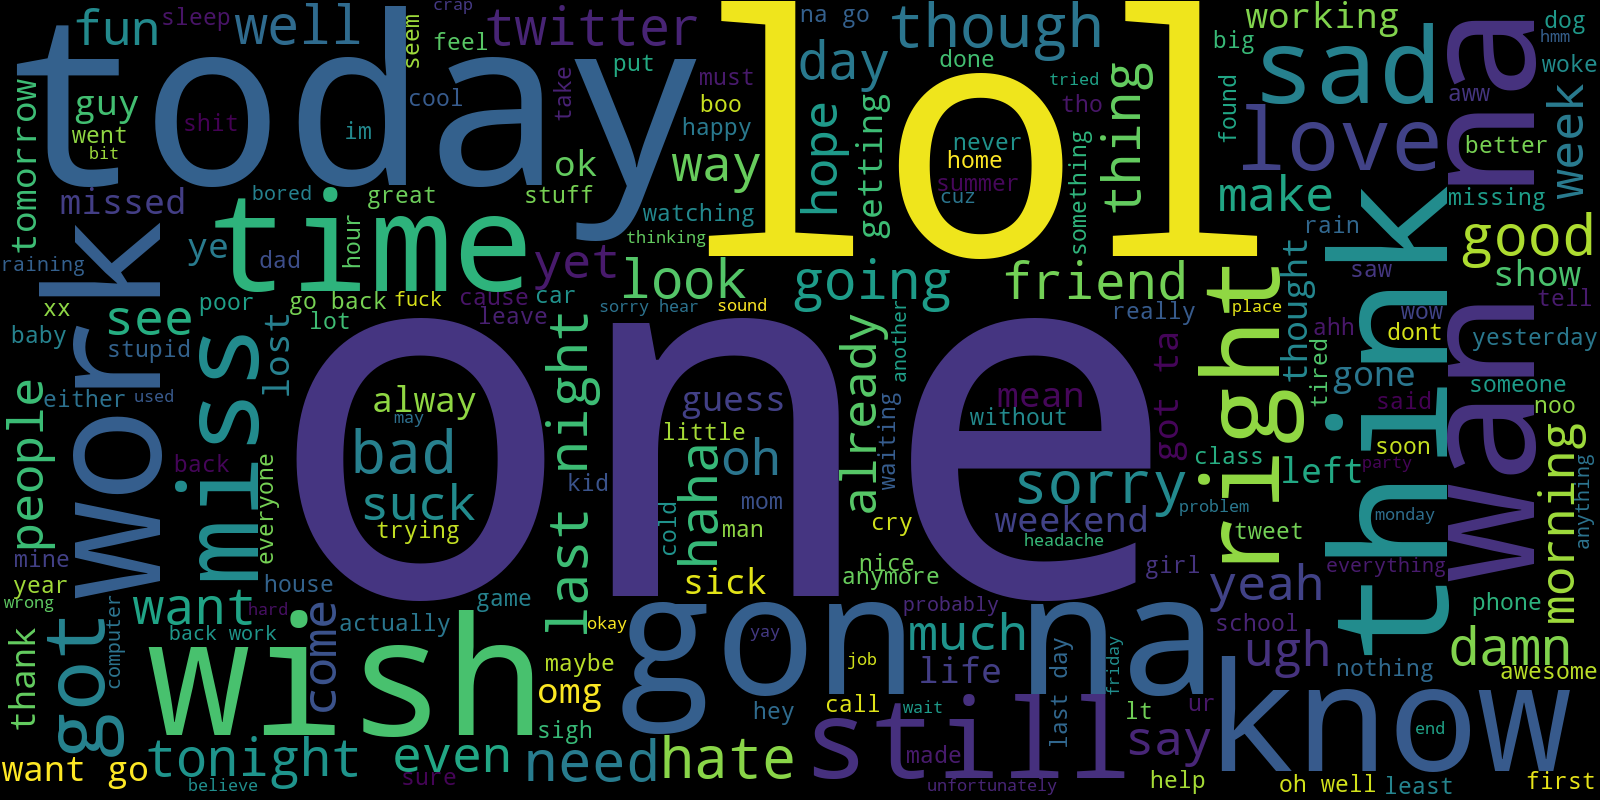 crap
fun
sleep
well
seem
feel
twitter
na go
though
working
big
dog
hmm
today
lol
sad
wanna
day
done
put
cool
take
must
tried
woke
aww
tomorrow
guy
went
bit
shit
im
boo
happy
tho
hope
getting
thing
found
love
week
never
home
summer
cuz
better
ok
way
something
missed
bored
great
stuff
watching
make
missing
work
time
hour
ye
dad
thinking
yet
look
going
friend
rain
good
raining
saw
show
xx
see
poor
go back
fuck
cause
car
leave
lot
sorry hear
sound
really
right
place
thought
think
ahh
wow
dont
tell
yesterday
baby
stupid
lost
one
another
already
either
used
people
miss
alway
may
last night
guess
mean
without
got ta
tired
gone
said
someone
noo
bad
little
oh
haha
waiting
soon
back
everyone
suck
trying
kid
mom
sorry
class
left
party
morning
anything
cold
man
cry
weekend
headache
problem
tweet
monday
mine
year
wrong
house
sick
nice
anymore
girl
yeah
everything
want
hard
game
gon na
probably
school
phone
thank
got
computer
back work
wish
come
actually
okay
maybe
omg
yay
job
much
life
last day
friday
ugh
nothing
damn
awesome
sigh
hey
call
wait
still
lt
ur
say
know
end
want go
tonight
believe
even
sure
need
hate
made
unfortunately
help
oh well
least
first